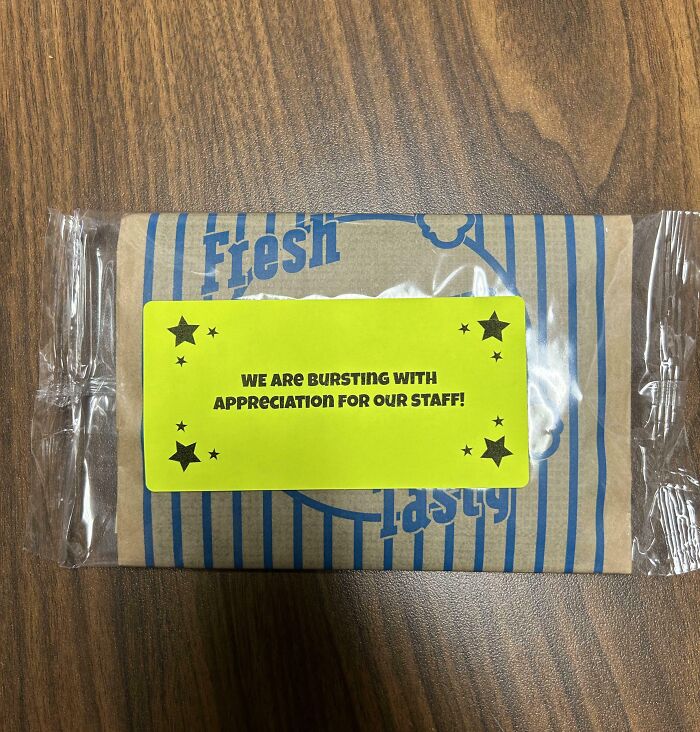 Fresh
WE ARE BURSTING WITH
APPRECIATION FOR OUR STAFF!
Tasty